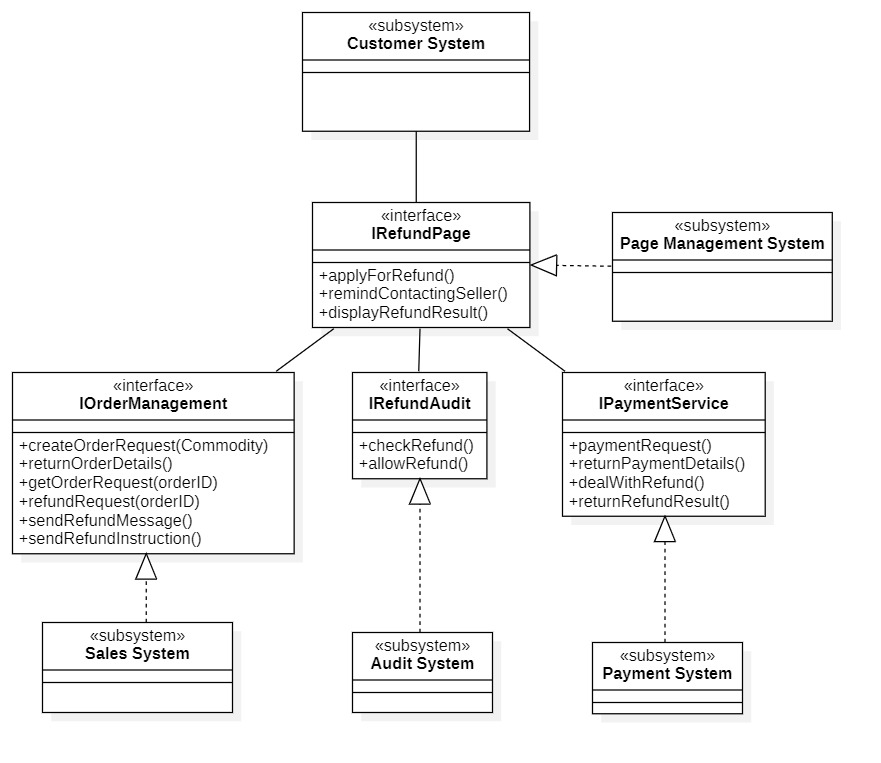 «subsystem»
Customer System
«interface»
IRefundPage
+applyForRefund()
+remindContactingSeller()
+displayRefundResult()
«subsystem»
Page Management System
«interface»
IOrderManagement
+createOrderRequest(Commodity)
+returnOrderDetails()
+getOrderRequest(orderID)
+refundRequest(orderID)
+sendRefundMessage()
+sendRefundInstruction()
«interface»
IRefundAudit
+checkRefund()
+allowRefund()
«interface»
IPaymentService
+paymentRequest()
+returnPaymentDetails()
+dealWithRefund()
+returnRefundResult()
«subsystem»
Sales System
«subsystem»
Audit System
«subsystem»
Payment System